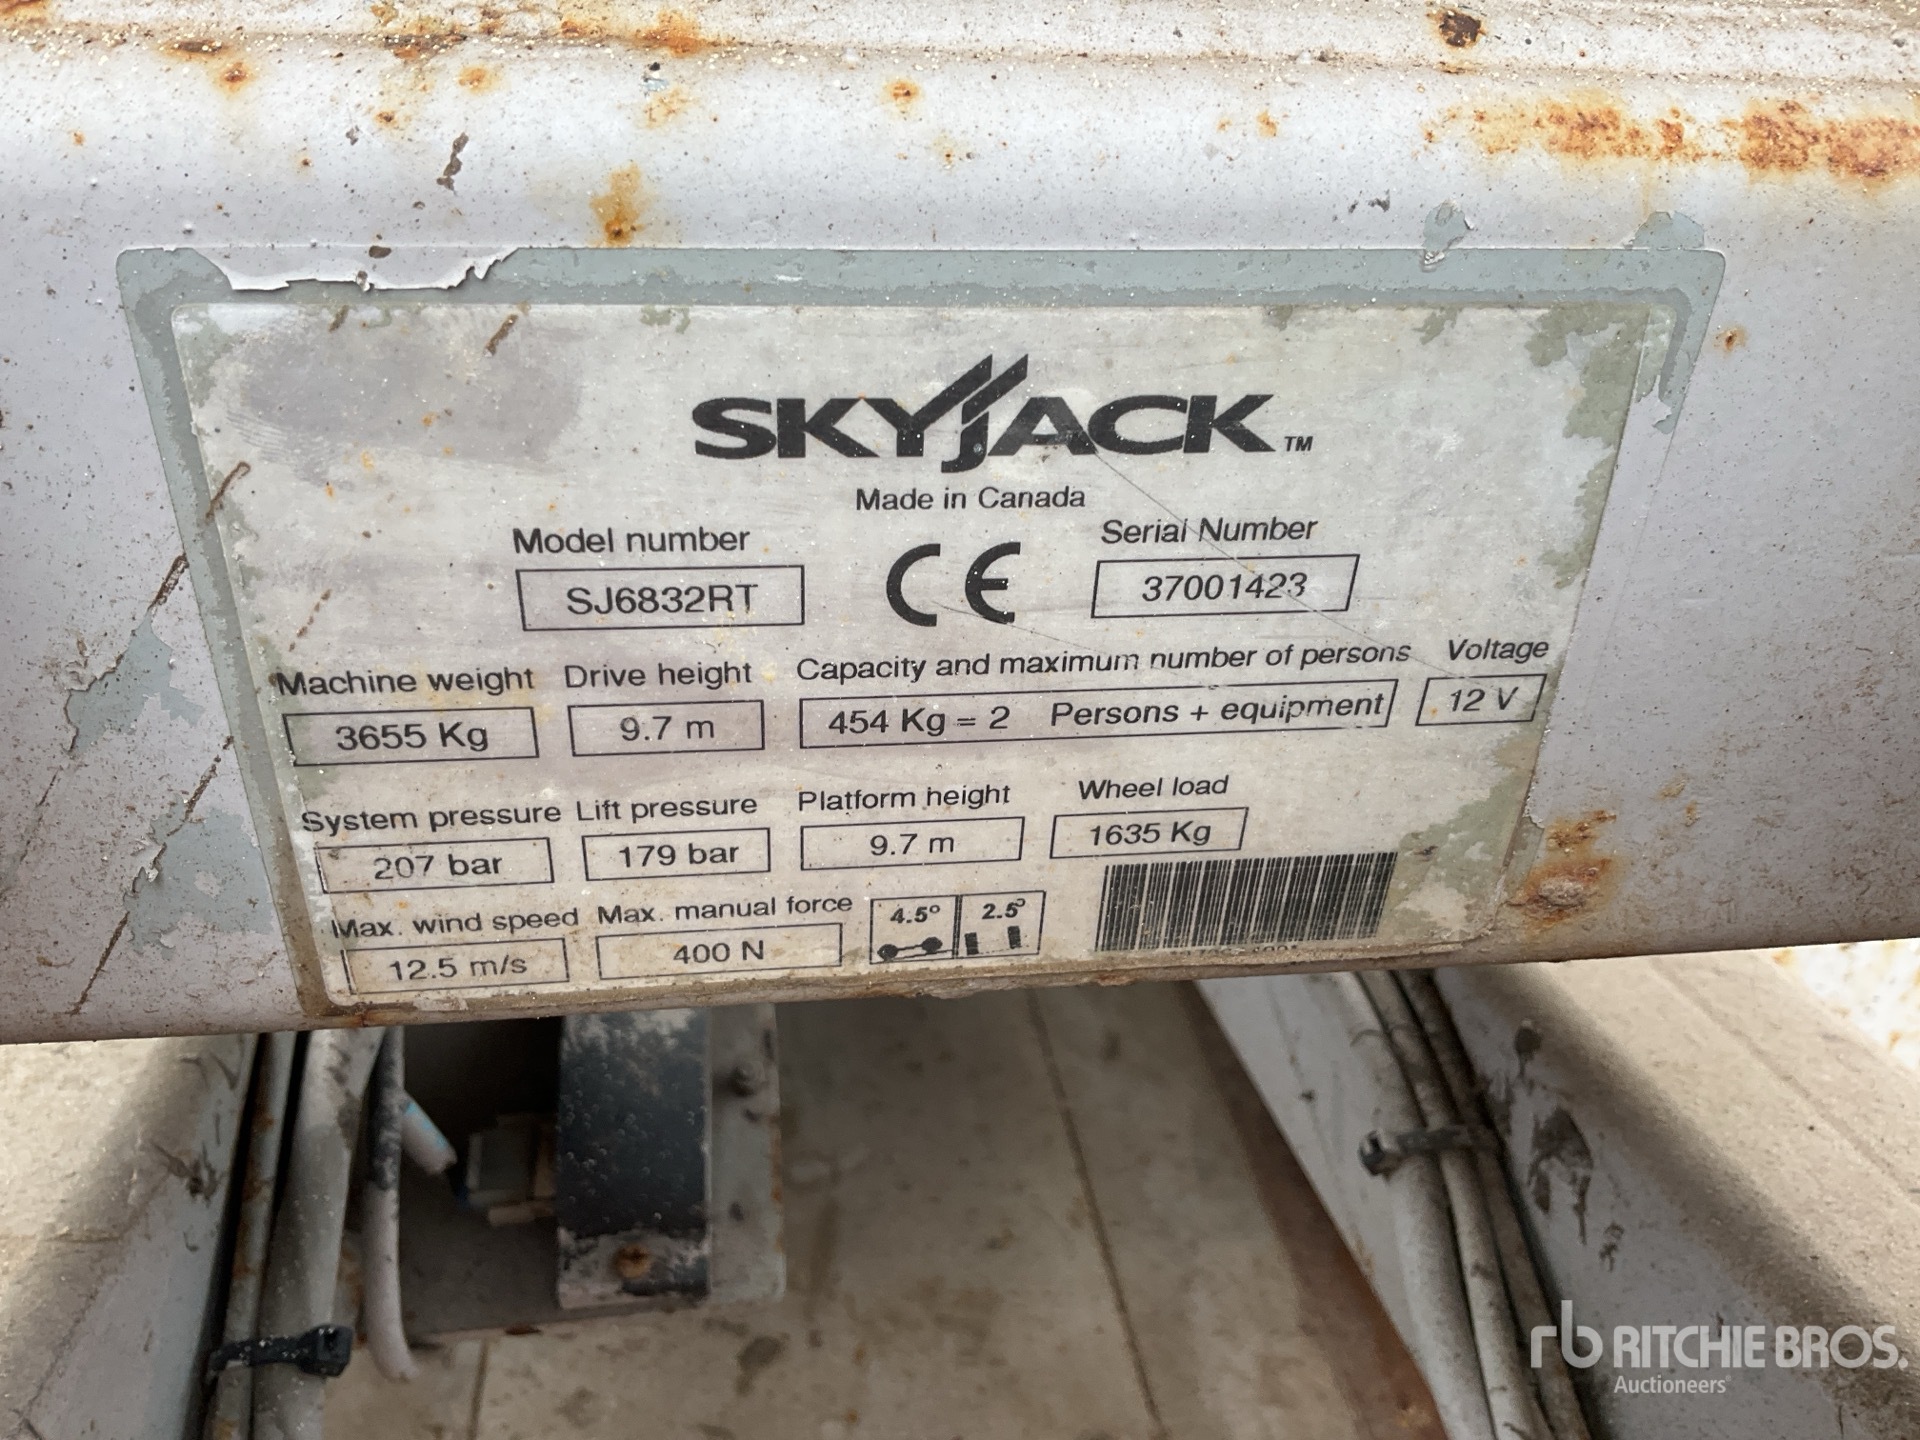 SKYJACK™
Made in Canada
Model number
SJ6832RT
CE
Serial Number
37001423
Machine weight
3655 Kg
Drive height
9.7 m
Capacity and maximum number of persons
454 Kg = 2 Persons + equipment
Voltage
12 V
System pressure
207 bar
Lift pressure
179 bar
Platform height
9.7 m
Wheel load
1635 Kg
Max. wind speed
12.5 m/s
Max. manual force
400 N
4.5°
2.5°
rb RITCHIE BROS.
Auctioneers